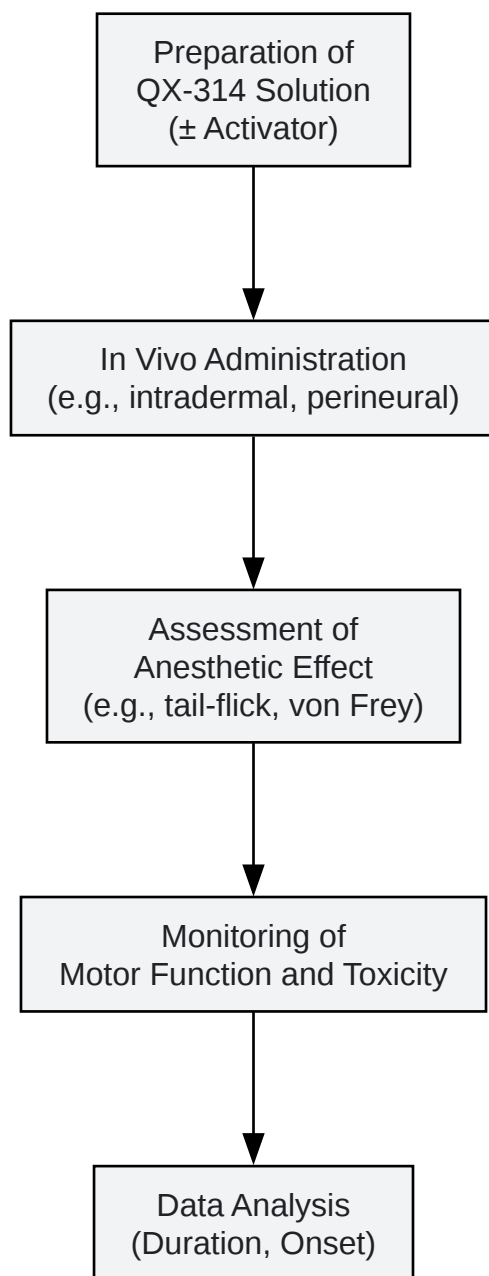 Preparation of
QX-314 Solution
(± Activator)
In Vivo Administration
(e.g., intradermal, perineural)
Assessment of
Anesthetic Effect
(e.g., tail-flick, von Frey)
Monitoring of
Motor Function and Toxicity
Data Analysis
(Duration, Onset)